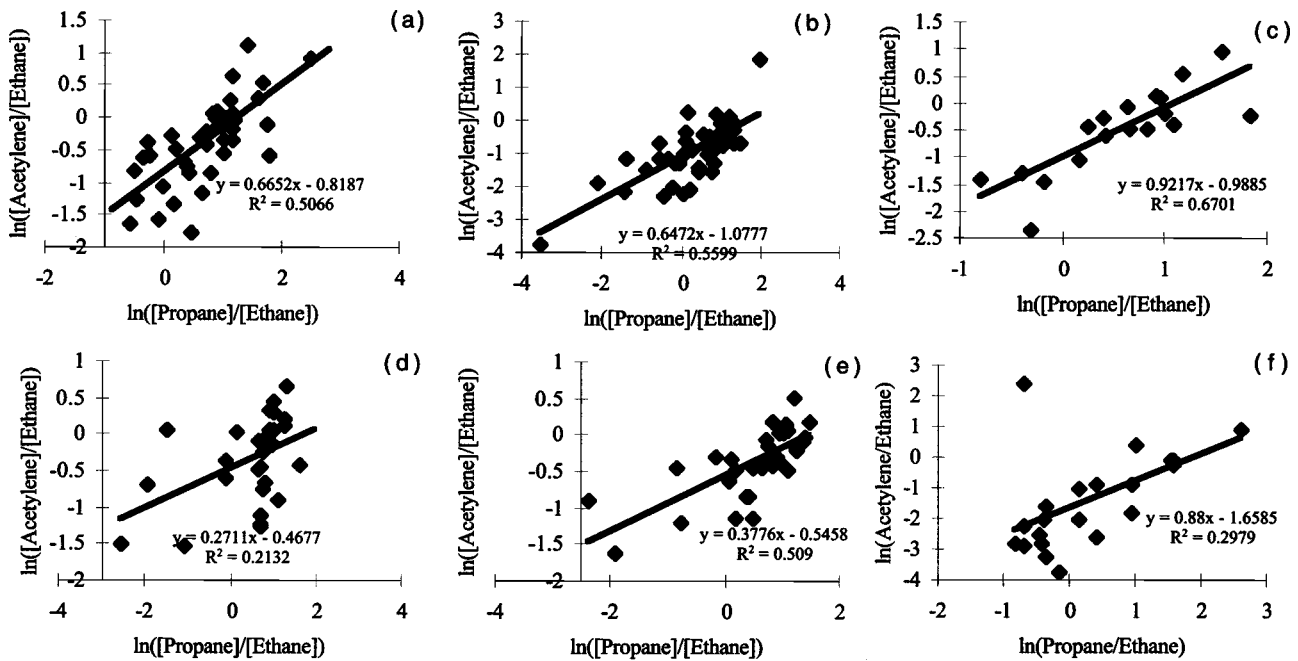 (a)
ln([Acetylene]/[Ethane])
1.5
1
0.5
0
-0.5
-1
-1.5
-2
y = 0.6652x - 0.8187
R² = 0.5066
0
2
4
ln([Propane]/[Ethane])
(b)
ln([Acetylene]/[Ethane])
3
2
1
0
-1
-2
-3
-4
y = 0.6472x - 1.0777
R² = 0.5599
-4
-2
0
2
4
ln([Propane]/[Ethane])
(c)
ln([Acetylene]/[Ethane])
1.5
1
0.5
0
-0.5
-1
-1.5
-2
-2.5
y = 0.9217x - 0.9885
R² = 0.6701
-1
0
1
2
ln([Propane]/[Ethane])
(d)
ln([Acetylene]/[Ethane])
1
0.5
0
-0.5
-1
-1.5
-2
y = 0.2711x - 0.4677
R² = 0.2132
-4
-2
0
2
4
ln([Propane]/[Ethane])
(e)
ln([Acetylene]/[Ethane])
1
0.5
0
-0.5
-1
-1.5
-2
y = 0.3776x - 0.5458
R² = 0.509
-4
-2
0
2
ln([Propane]/[Ethane])
(f)
ln(Acetylene/Ethane)
3
2
1
0
-1
-2
-3
-4
y = 0.88x - 1.6585
R² = 0.2979
-2
-1
0
1
2
3
ln(Propane/Ethane)